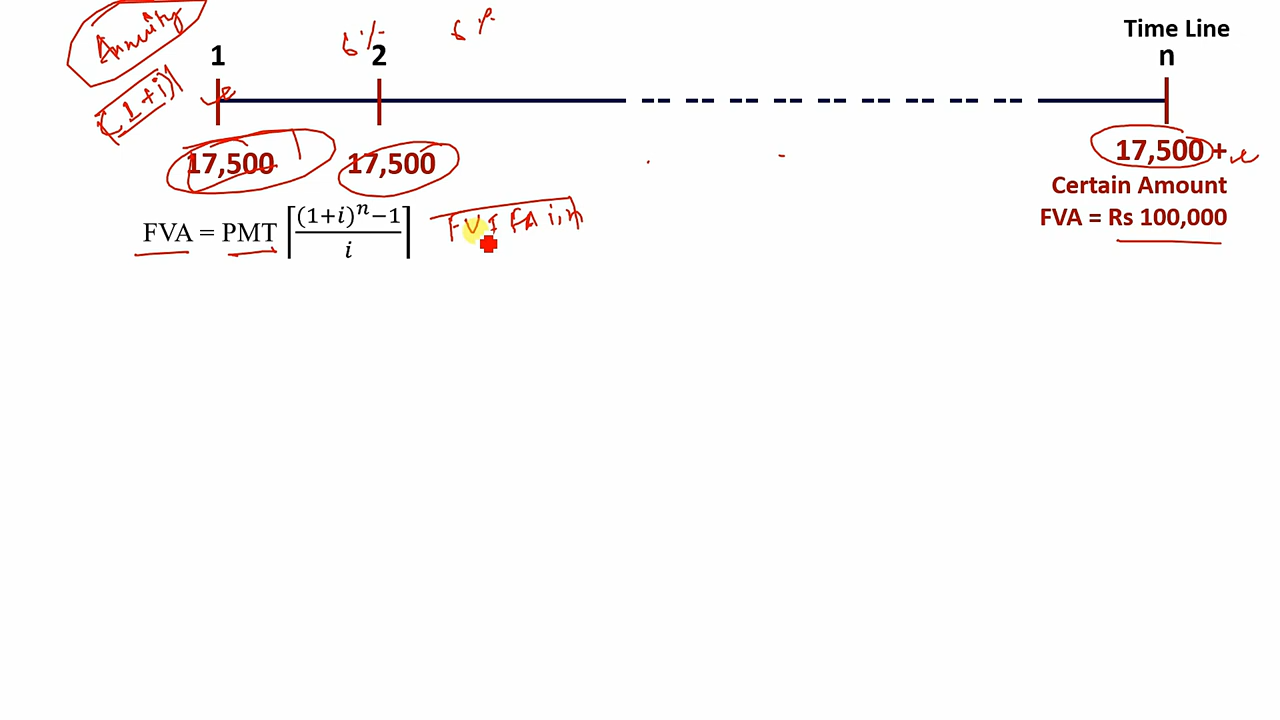 Annuity
(1+i)
6% 6%
Time Line
1 2 n
17,500 17,500 17,500 +
Certain Amount
FVA = Rs 100,000
FVA = PMT [(1+i)^n−1 / i] FVIFA i,n